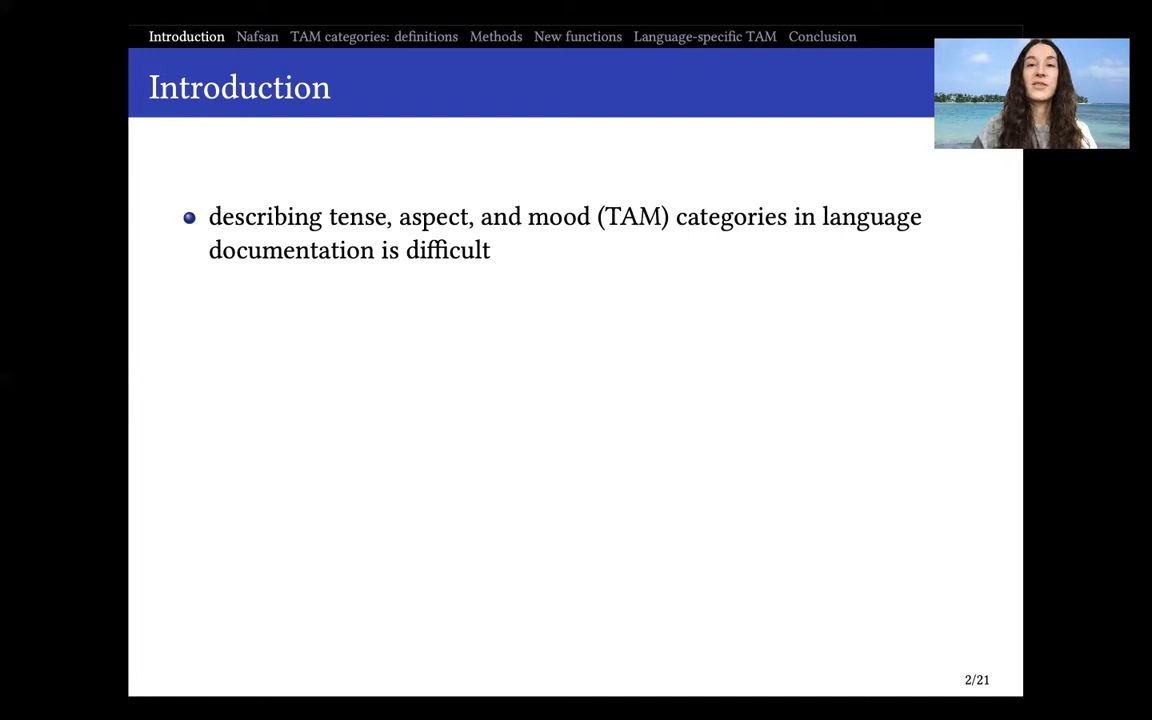 Introduction Nafsan TAM categories: definitions Methods New functions Language-specific TAM Conclusion
Introduction
describing tense, aspect, and mood (TAM) categories in language
documentation is difficult
2/21